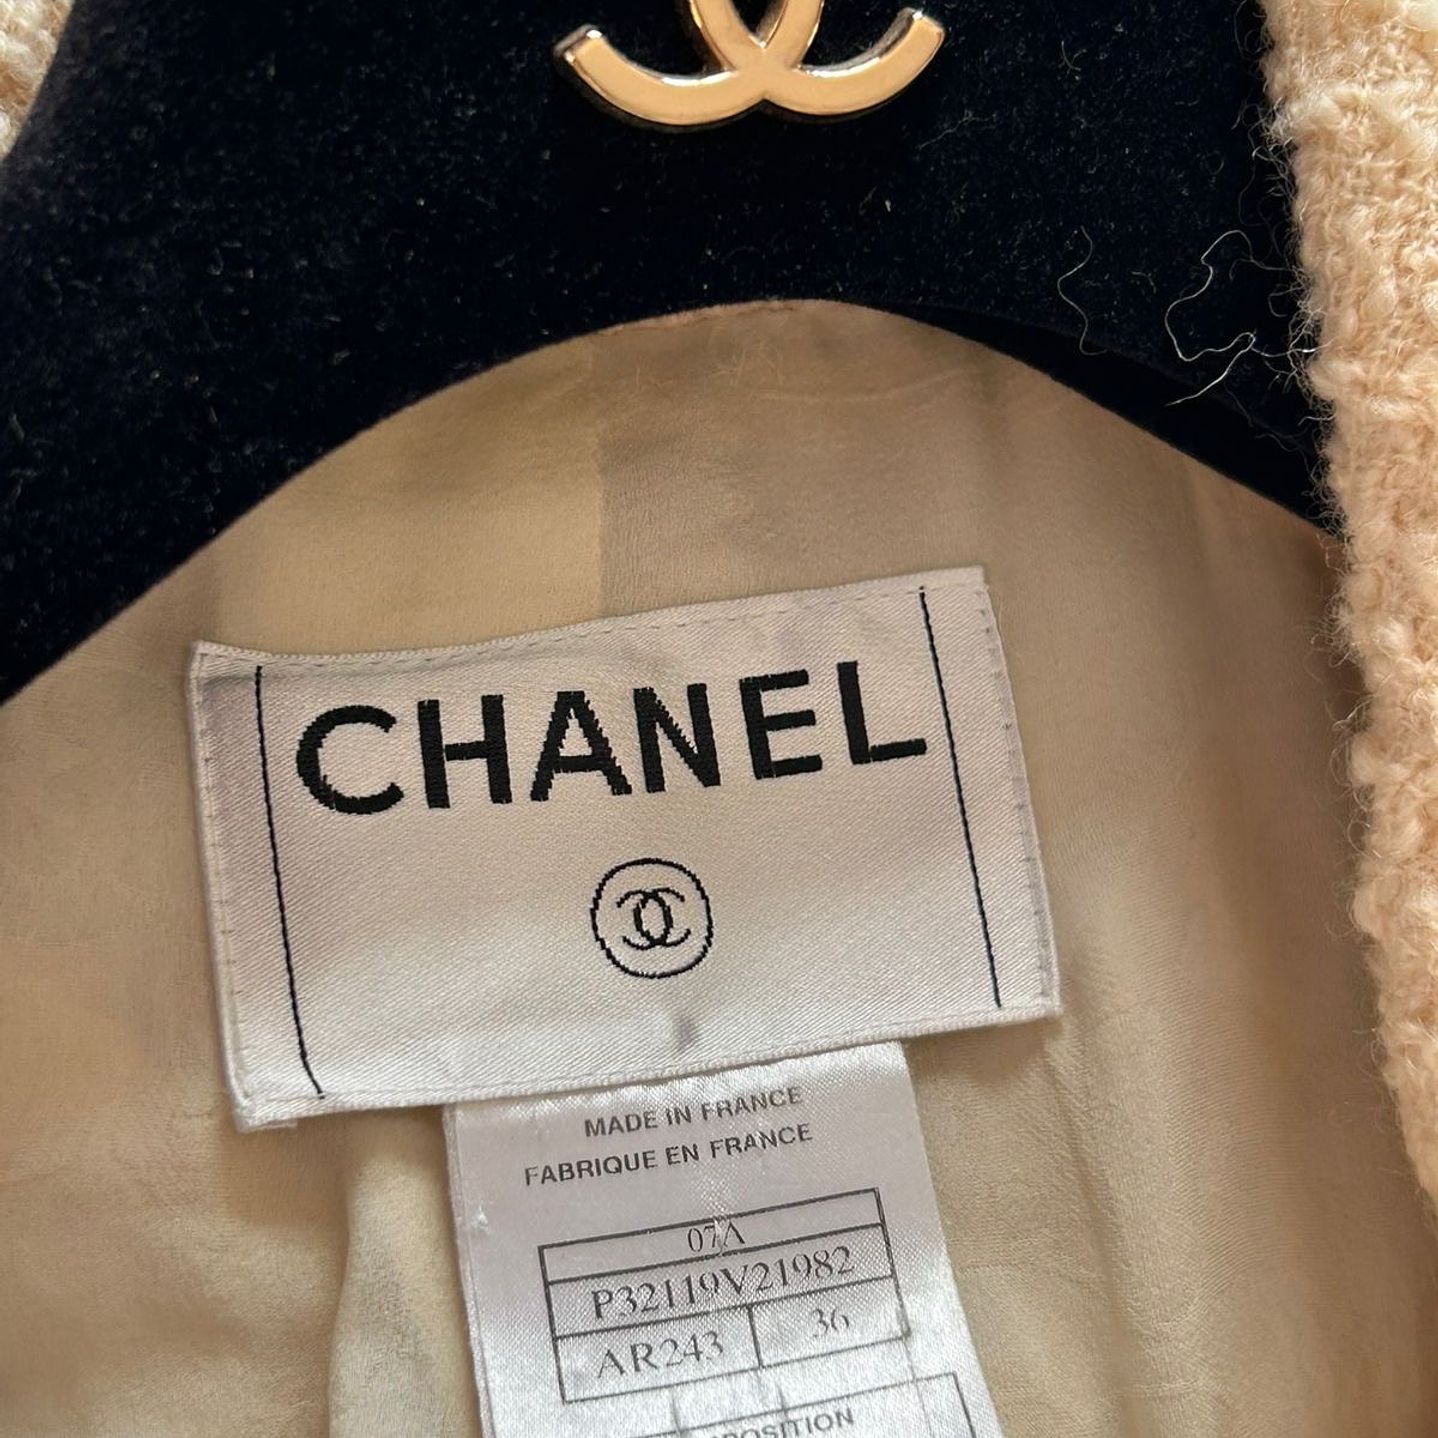 CHANEL
MADE IN FRANCE
FABRIQUE EN FRANCE
07A
P32119V21982
AR243 36